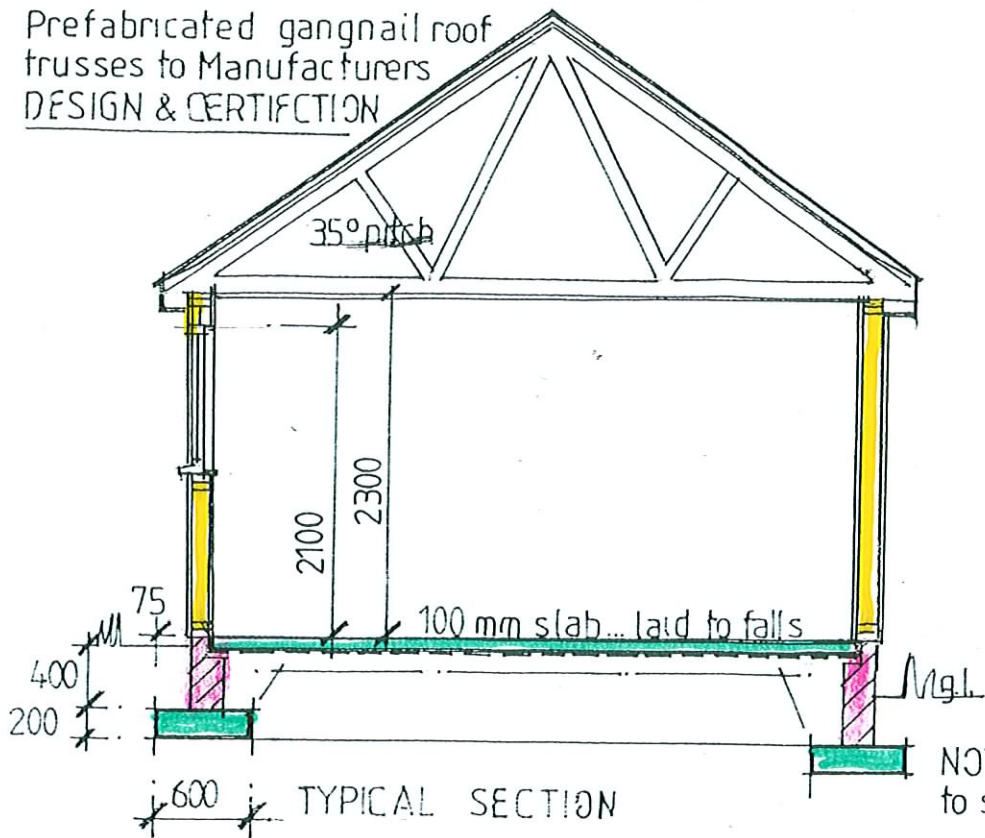 Prefabricated gangnail roof
trusses to Manufacturers
DESIGN & CERTIFCTION
35° pitch
2100
2300
75
100 mm slab... laid to falls
400
200
g.l.
600
TYPICAL SECTION
to s